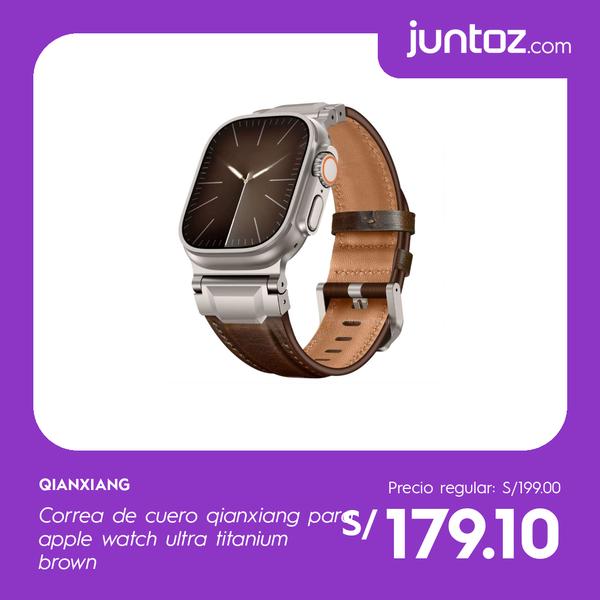 juntoz.com
QIANXIANG
Correa de cuero qianxiang para
apple watch ultra titanium
brown
Precio regular: S/199.00
S/179.10